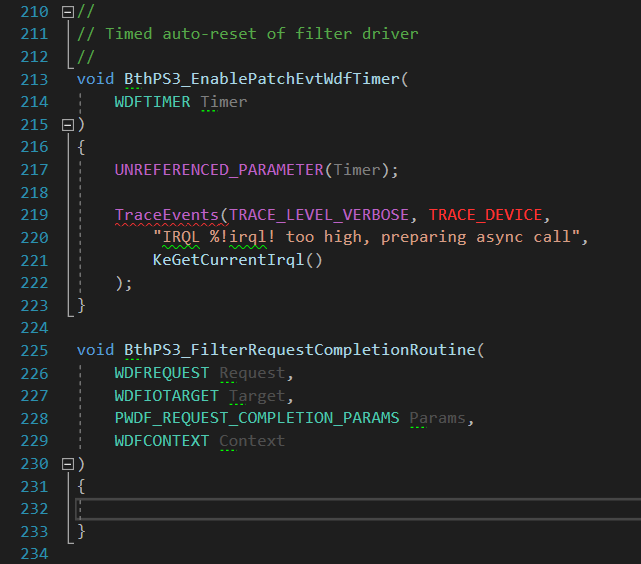 210 //
211 // Timed auto-reset of filter driver
212 //
213 void BthPS3_EnablePatchEvtWdfTimer(
214     WDFTIMER Timer
215 )
216 {
217     UNREFERENCED_PARAMETER(Timer);
218
219     TraceEvents(TRACE_LEVEL_VERBOSE, TRACE_DEVICE,
220         "IRQL %!irql! too high, preparing async call",
221         KeGetCurrentIrql()
222     );
223 }
224
225 void BthPS3_FilterRequestCompletionRoutine(
226     WDFREQUEST Request,
227     WDFIOTARGET Target,
228     PWDF_REQUEST_COMPLETION_PARAMS Params,
229     WDFCONTEXT Context
230 )
231 {
232
233 }
234